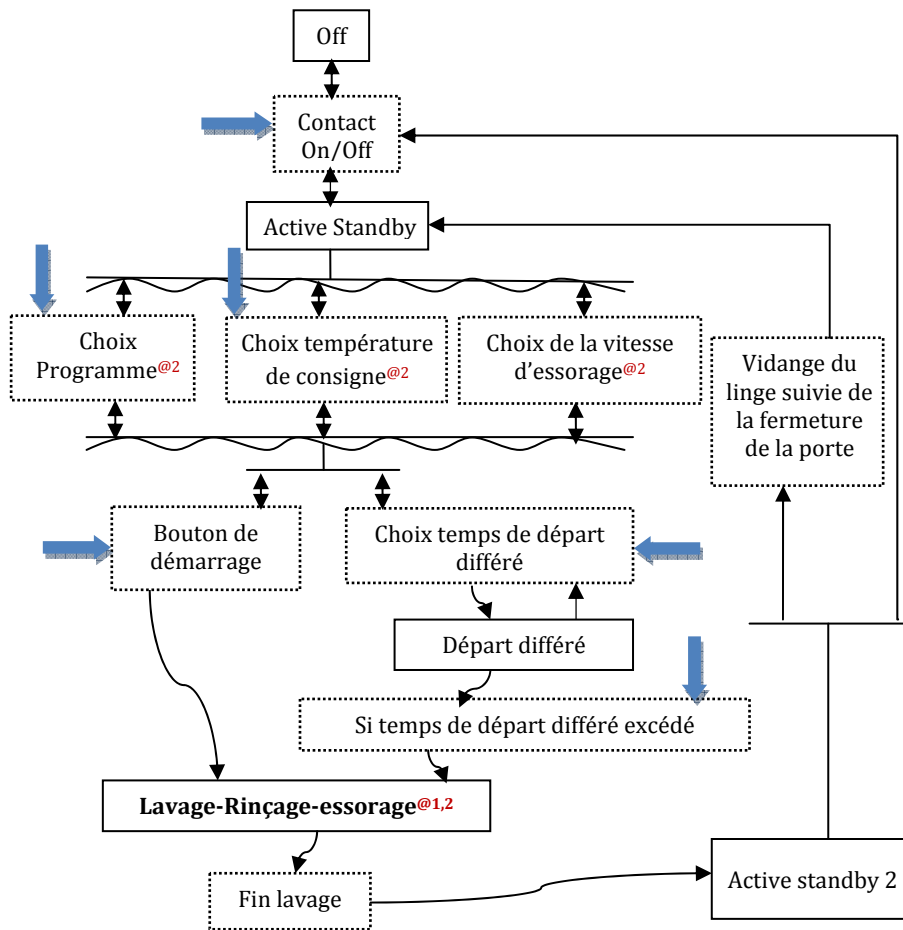 Off
Contact
On/Off
Active Standby
Choix
Programme@2
Choix température
de consigne@2
Choix de la vitesse
d'essorage@2
Vidange du
linge suivie de
la fermeture
de la porte
Bouton de
démarrage
Choix temps de départ
différé
Départ différé
Si temps de départ différé excédé
Lavage-Rinçage-essorage@1,2
Fin lavage
Active standby 2